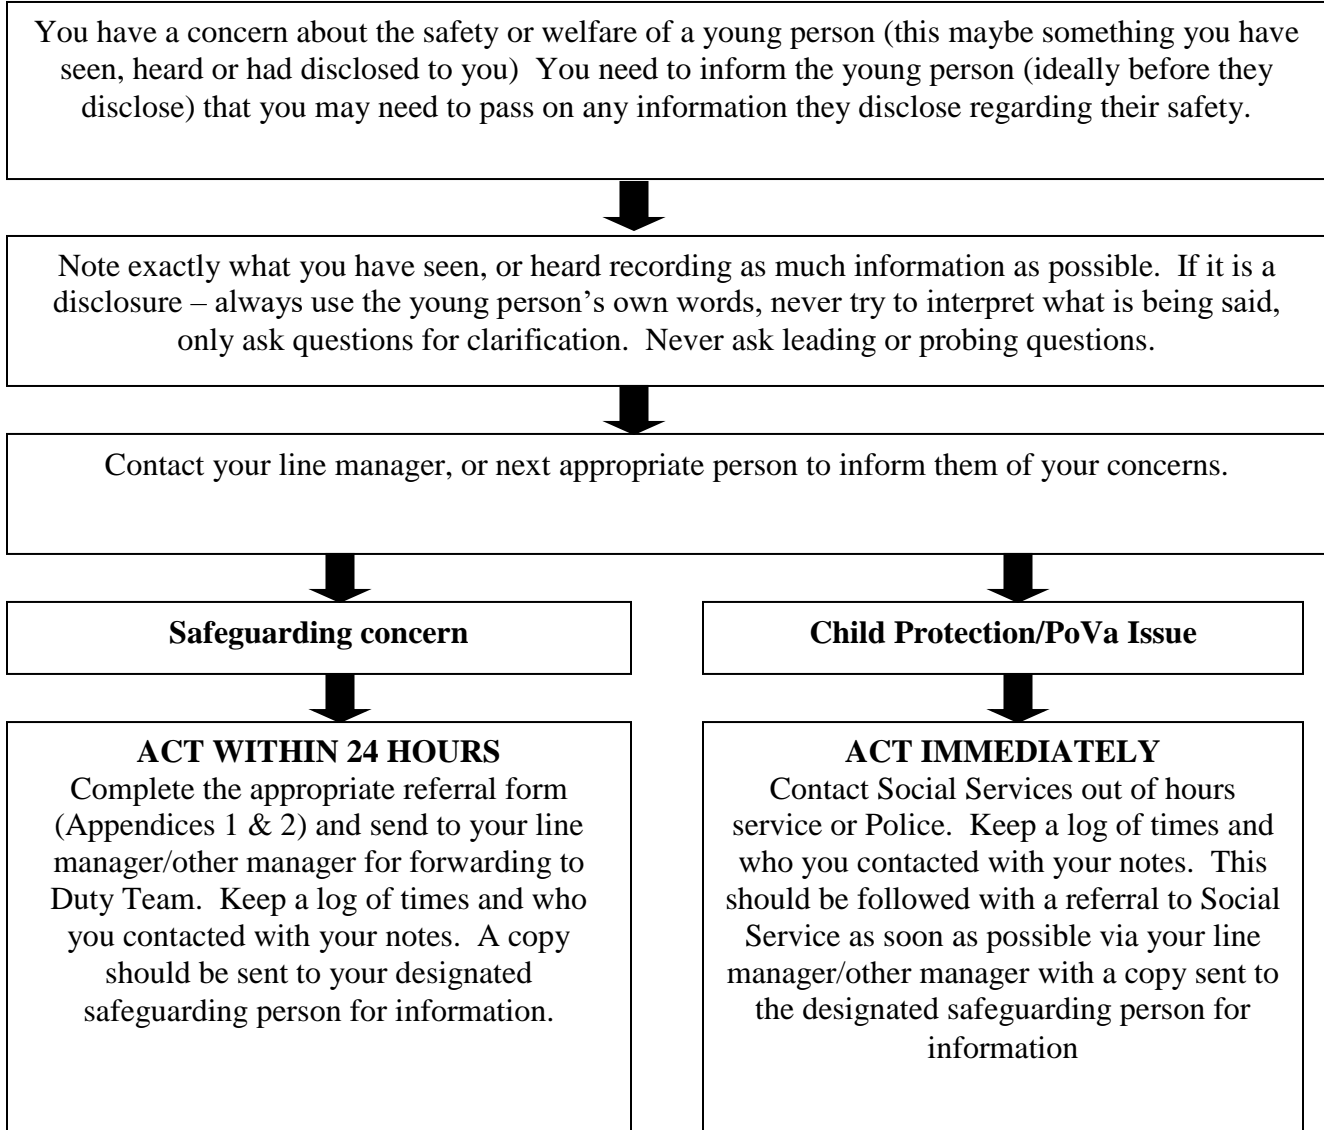 You have a concern about the safety or welfare of a young person (this maybe something you have
seen, heard or had disclosed to you)  You need to inform the young person (ideally before they
disclose) that you may need to pass on any information they disclose regarding their safety.
Note exactly what you have seen, or heard recording as much information as possible.  If it is a
disclosure – always use the young person’s own words, never try to interpret what is being said,
only ask questions for clarification.  Never ask leading or probing questions.
Contact your line manager, or next appropriate person to inform them of your concerns.
Safeguarding concern
ACT WITHIN 24 HOURS
Complete the appropriate referral form
(Appendices 1 & 2) and send to your line
manager/other manager for forwarding to
Duty Team.  Keep a log of times and who
you contacted with your notes.  A copy
should be sent to your designated
safeguarding person for information.
Child Protection/PoVa Issue
ACT IMMEDIATELY
Contact Social Services out of hours
service or Police.  Keep a log of times and
who you contacted with your notes.  This
should be followed with a referral to Social
Service as soon as possible via your line
manager/other manager with a copy sent to
the designated safeguarding person for
information